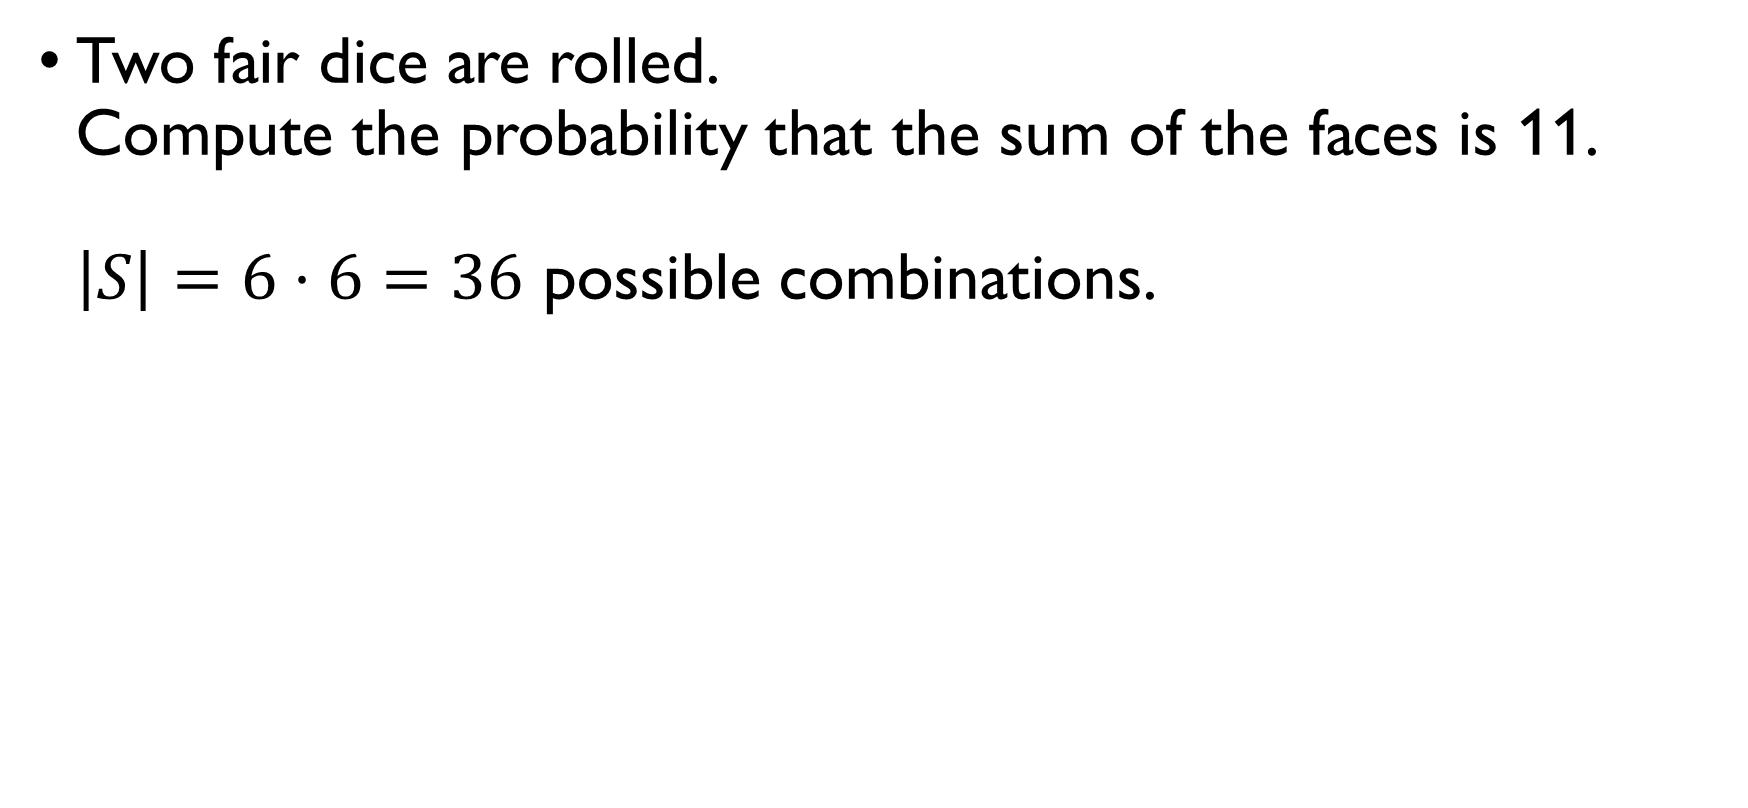 • Two fair dice are rolled.
Compute the probability that the sum of the faces is 11.
|S| = 6 · 6 = 36 possible combinations.